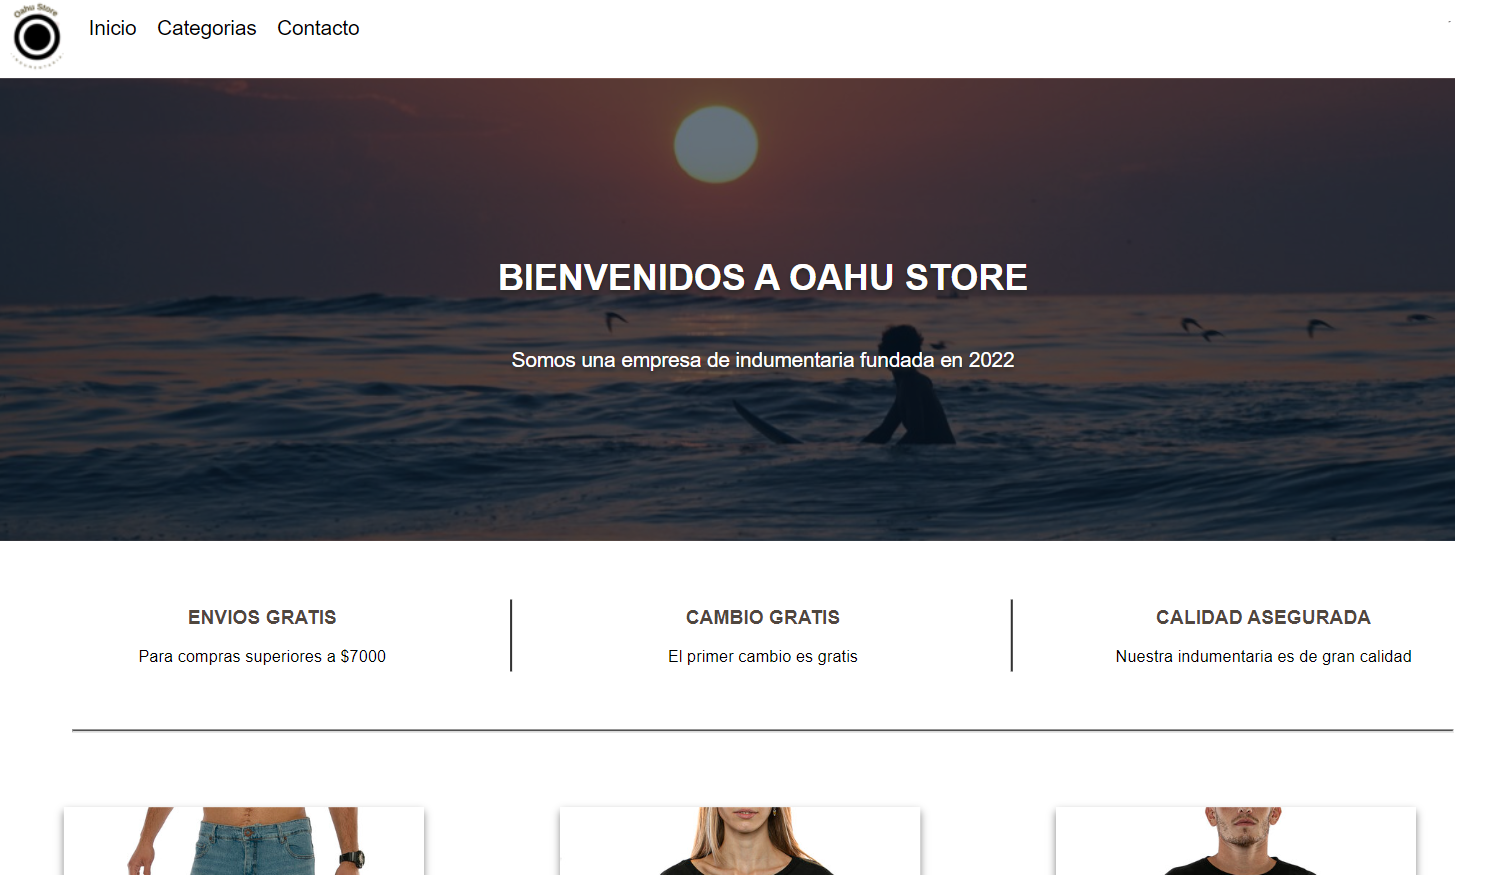 Oahu Store
Inicio Categorias Contacto
BIENVENIDOS A OAHU STORE
Somos una empresa de indumentaria fundada en 2022
ENVIOS GRATIS
Para compras superiores a $7000
CAMBIO GRATIS
El primer cambio es gratis
CALIDAD ASEGURADA
Nuestra indumentaria es de gran calidad